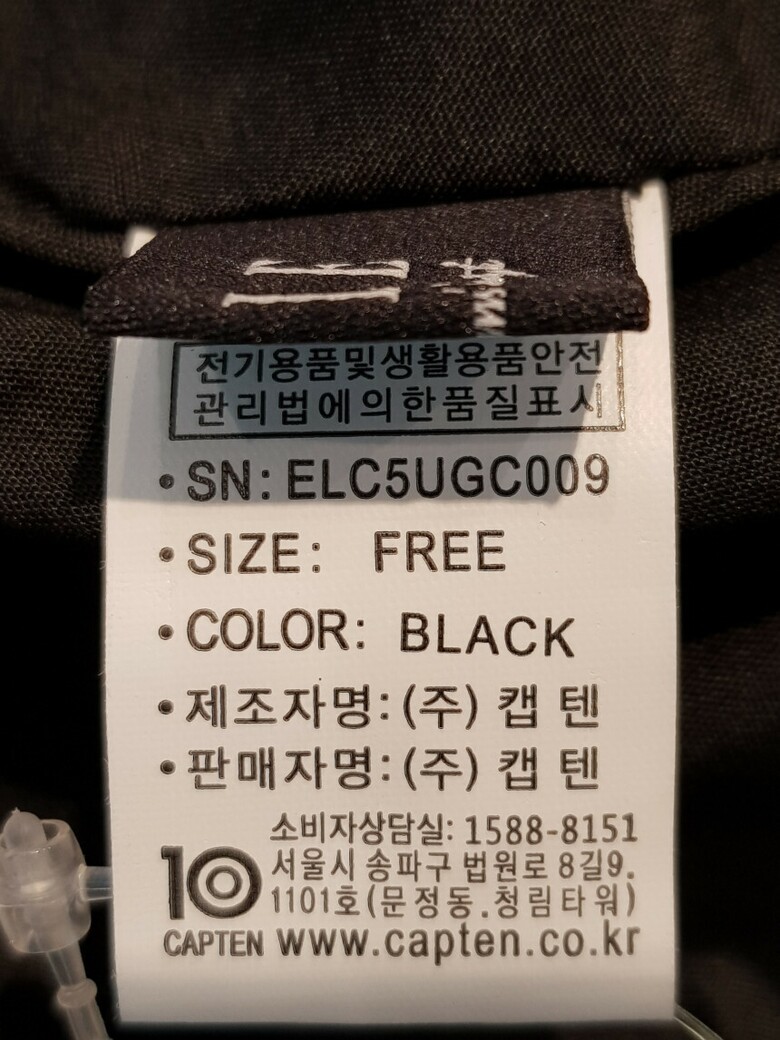 전기용품및생활용품안전
관리법에의한품질표시
•SN: ELC5UGC009
•SIZE: FREE
•COLOR: BLACK
•제조자명: (주) 캡 텐
•판매자명: (주) 캡 텐
소비자상담실: 1588-8151
서울시 송파구 법원로 8길9.
1101호(문정동.청림타워)
10
CAPTEN www.capten.co.kr